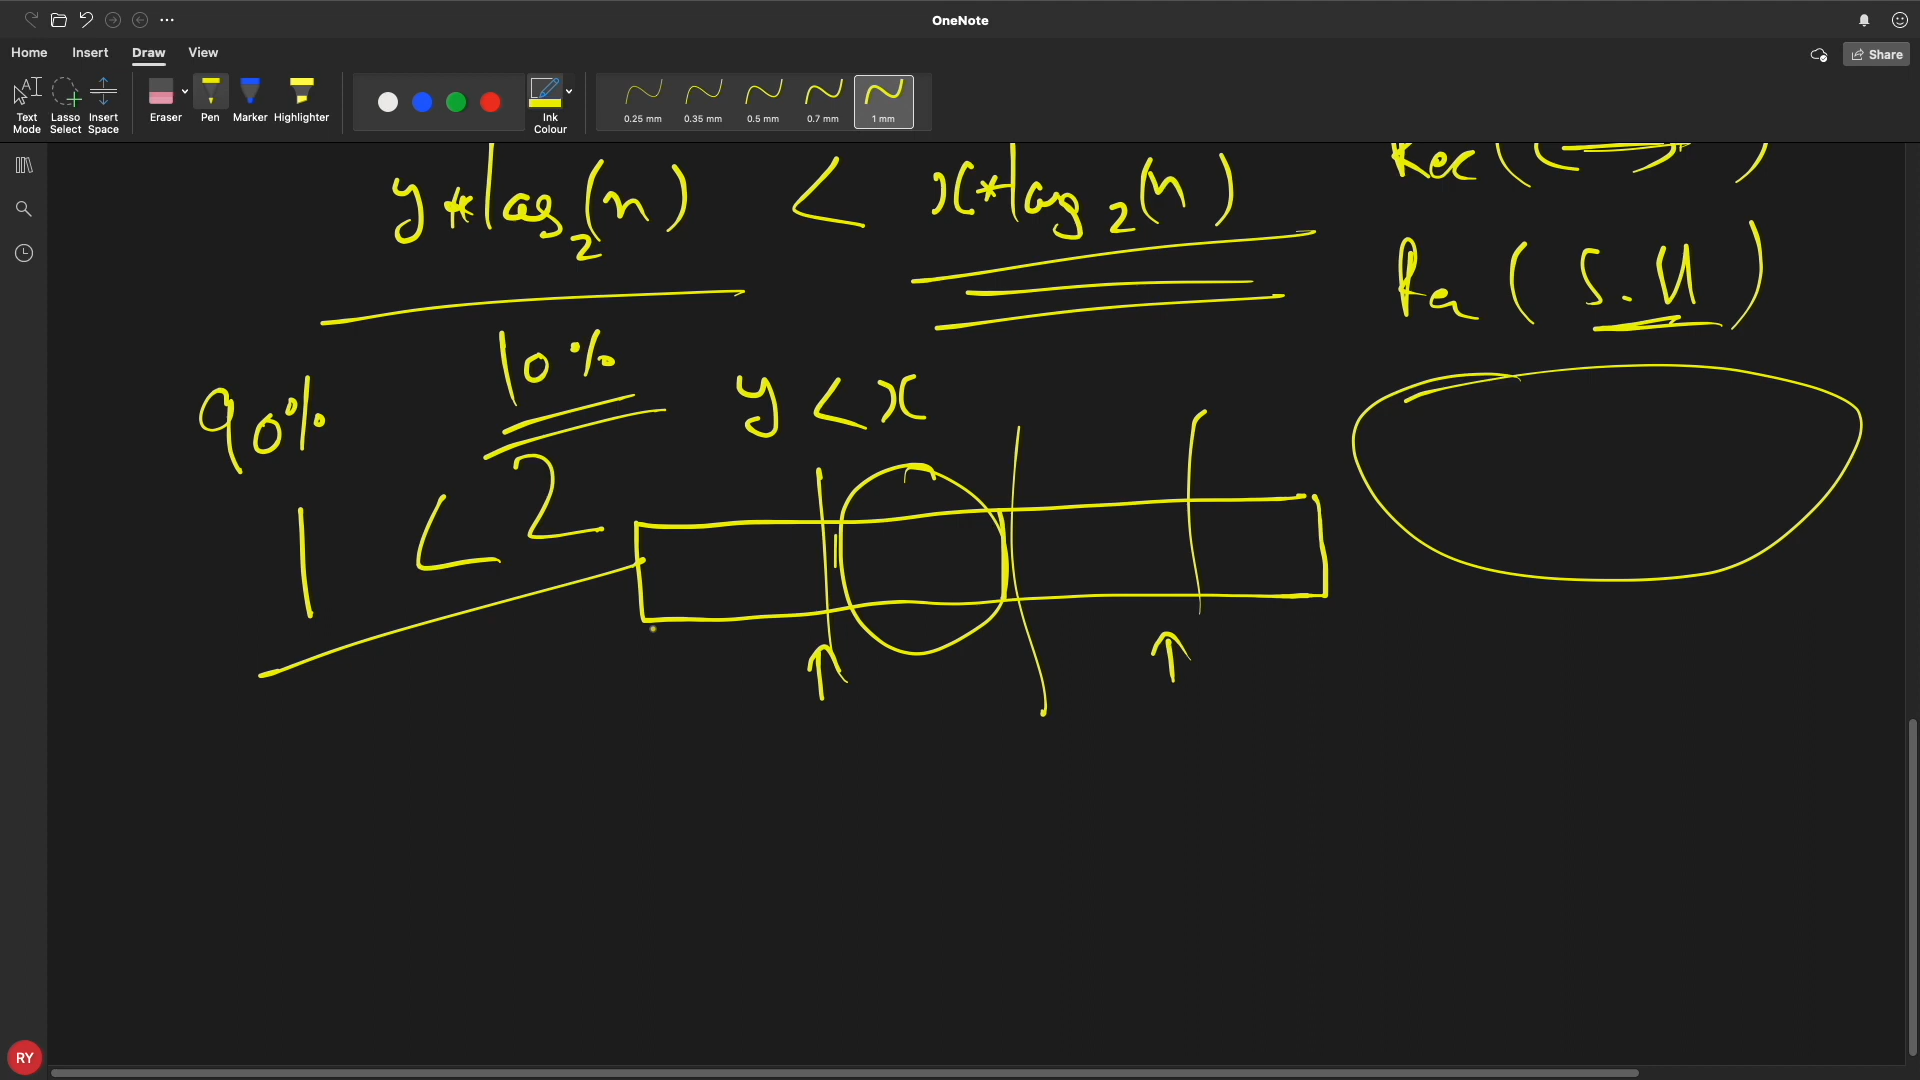 OneNote
Home Insert Draw View
Share
Text Mode
Lasso Select
Insert Space
Eraser
Pen
Marker
Highlighter
Ink Colour
0.25 mm
0.35 mm
0.5 mm
0.7 mm
1 mm
y*log₂(n) < x*log₂(n)
Rec ( )
( S.U )
10%
90%
y < x
1 < 2
RY